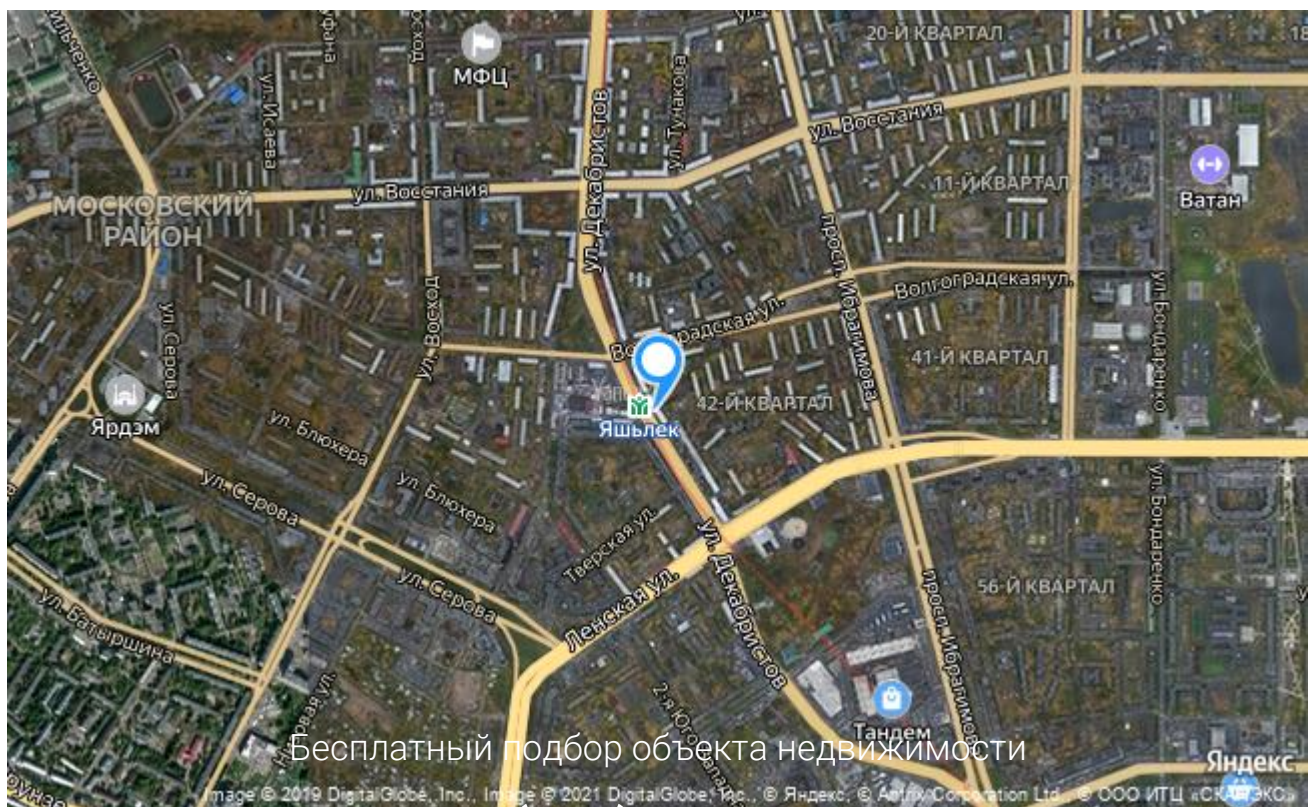 20-Й КВАРТАЛ
18
МФЦ
ул. Исаева
ул. Декабристов
ул. Тунакова
ул. Восстания
ул. Восстания
11-Й КВАРТАЛ
Ватан
МОСКОВСКИЙ
РАЙОН
просп. Ибрагимова
Волгоградская ул.
Волгоградская ул.
ул. Бондаренко
ул. Серова
ул. Восход
41-Й КВАРТАЛ
42-Й КВАРТАЛ
Яшьлек
Ярдэм
ул. Блюхера
ул. Блюхера
ул. Серова
ул. Бондаренко
Тверская ул.
ул. Декабристов
ул. Серова
Ленская ул.
просп. Ибрагимова
56-Й КВАРТАЛ
ул. Батыршина
Тандем
Бесплатный подбор объекта недвижимости
Яндекс
Image © 2019 DigitalGlobe, Inc., Image © 2021 DigitalGlobe, Inc., © Яндекс, © Antrix Corporation Ltd., © ООО ИТЦ «СКАНЭКС»